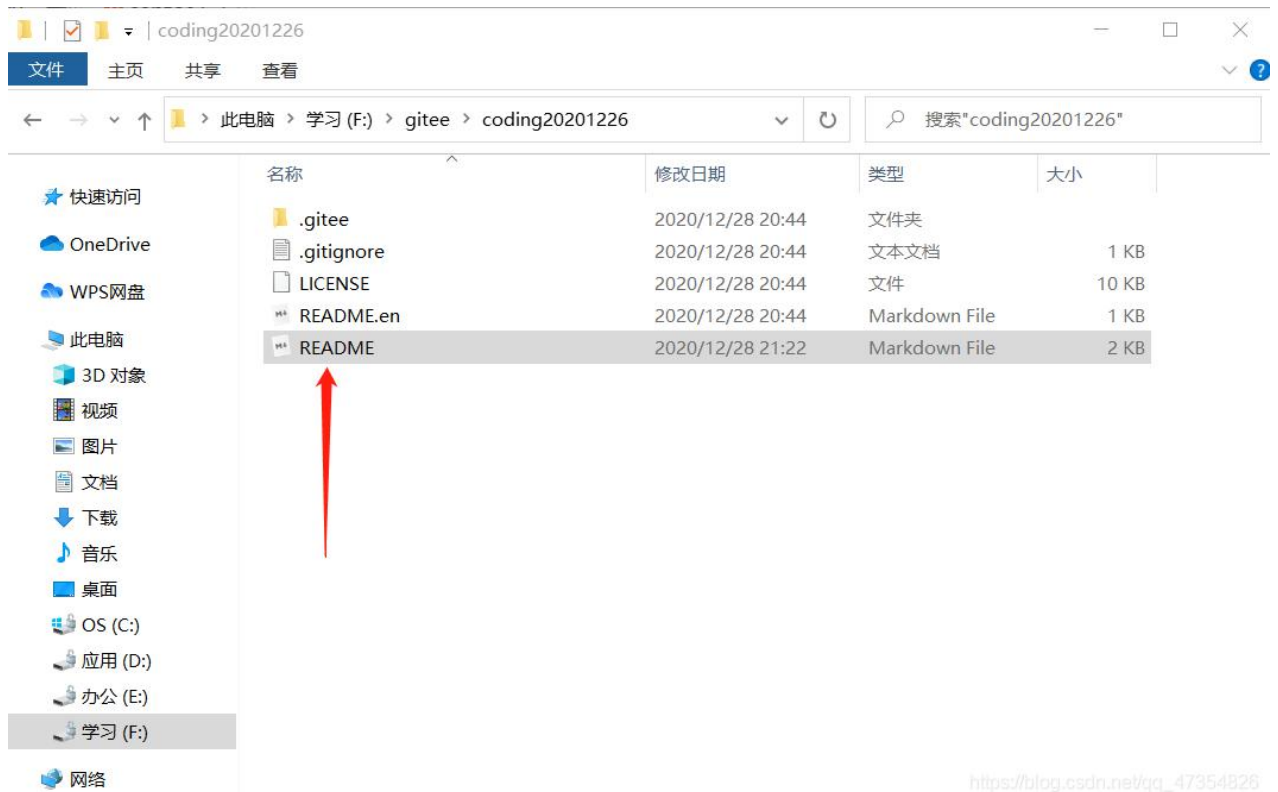 coding20201226
文件 主页 共享 查看
此电脑 > 学习 (F:) > gitee > coding20201226
搜索"coding20201226"
名称 修改日期 类型 大小
.gitee 2020/12/28 20:44 文件夹
.gitignore 2020/12/28 20:44 文本文档 1 KB
LICENSE 2020/12/28 20:44 文件 10 KB
README.en 2020/12/28 20:44 Markdown File 1 KB
README 2020/12/28 21:22 Markdown File 2 KB
快速访问
OneDrive
WPS网盘
此电脑
3D 对象
视频
图片
文档
下载
音乐
桌面
OS (C:)
应用 (D:)
办公 (E:)
学习 (F:)
网络
https://blog.csdn.net/qq_47354826